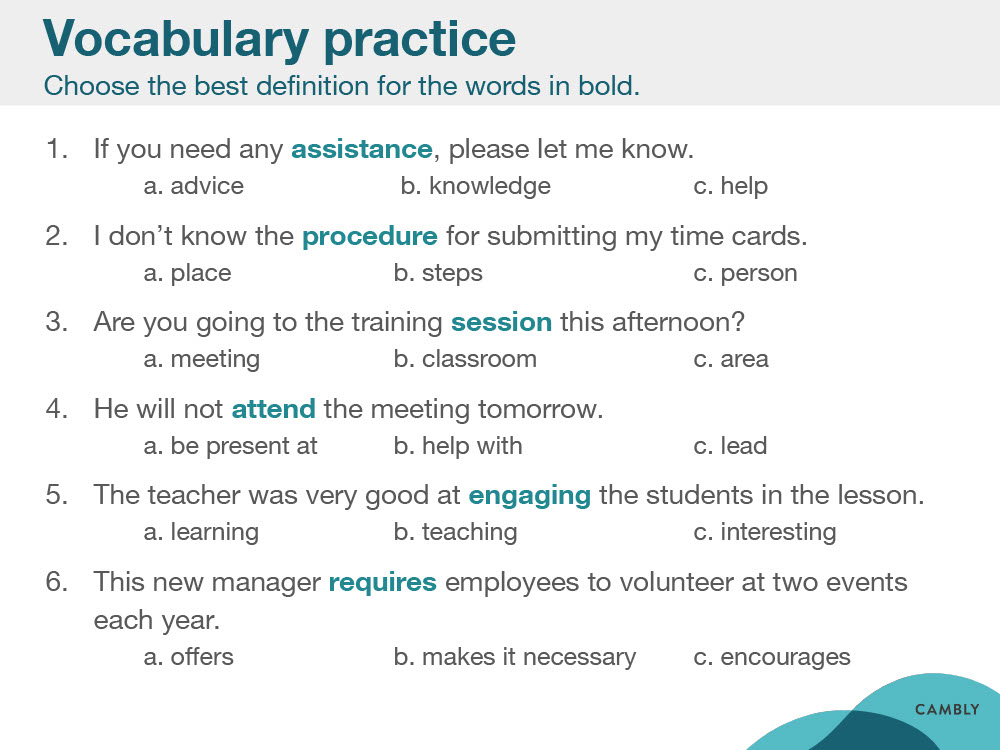 Vocabulary practice
Choose the best definition for the words in bold.
1. If you need any assistance, please let me know.
a. advice b. knowledge c. help
2. I don’t know the procedure for submitting my time cards.
a. place b. steps c. person
3. Are you going to the training session this afternoon?
a. meeting b. classroom c. area
4. He will not attend the meeting tomorrow.
a. be present at b. help with c. lead
5. The teacher was very good at engaging the students in the lesson.
a. learning b. teaching c. interesting
6. This new manager requires employees to volunteer at two events
each year.
a. offers b. makes it necessary c. encourages
CAMBLY